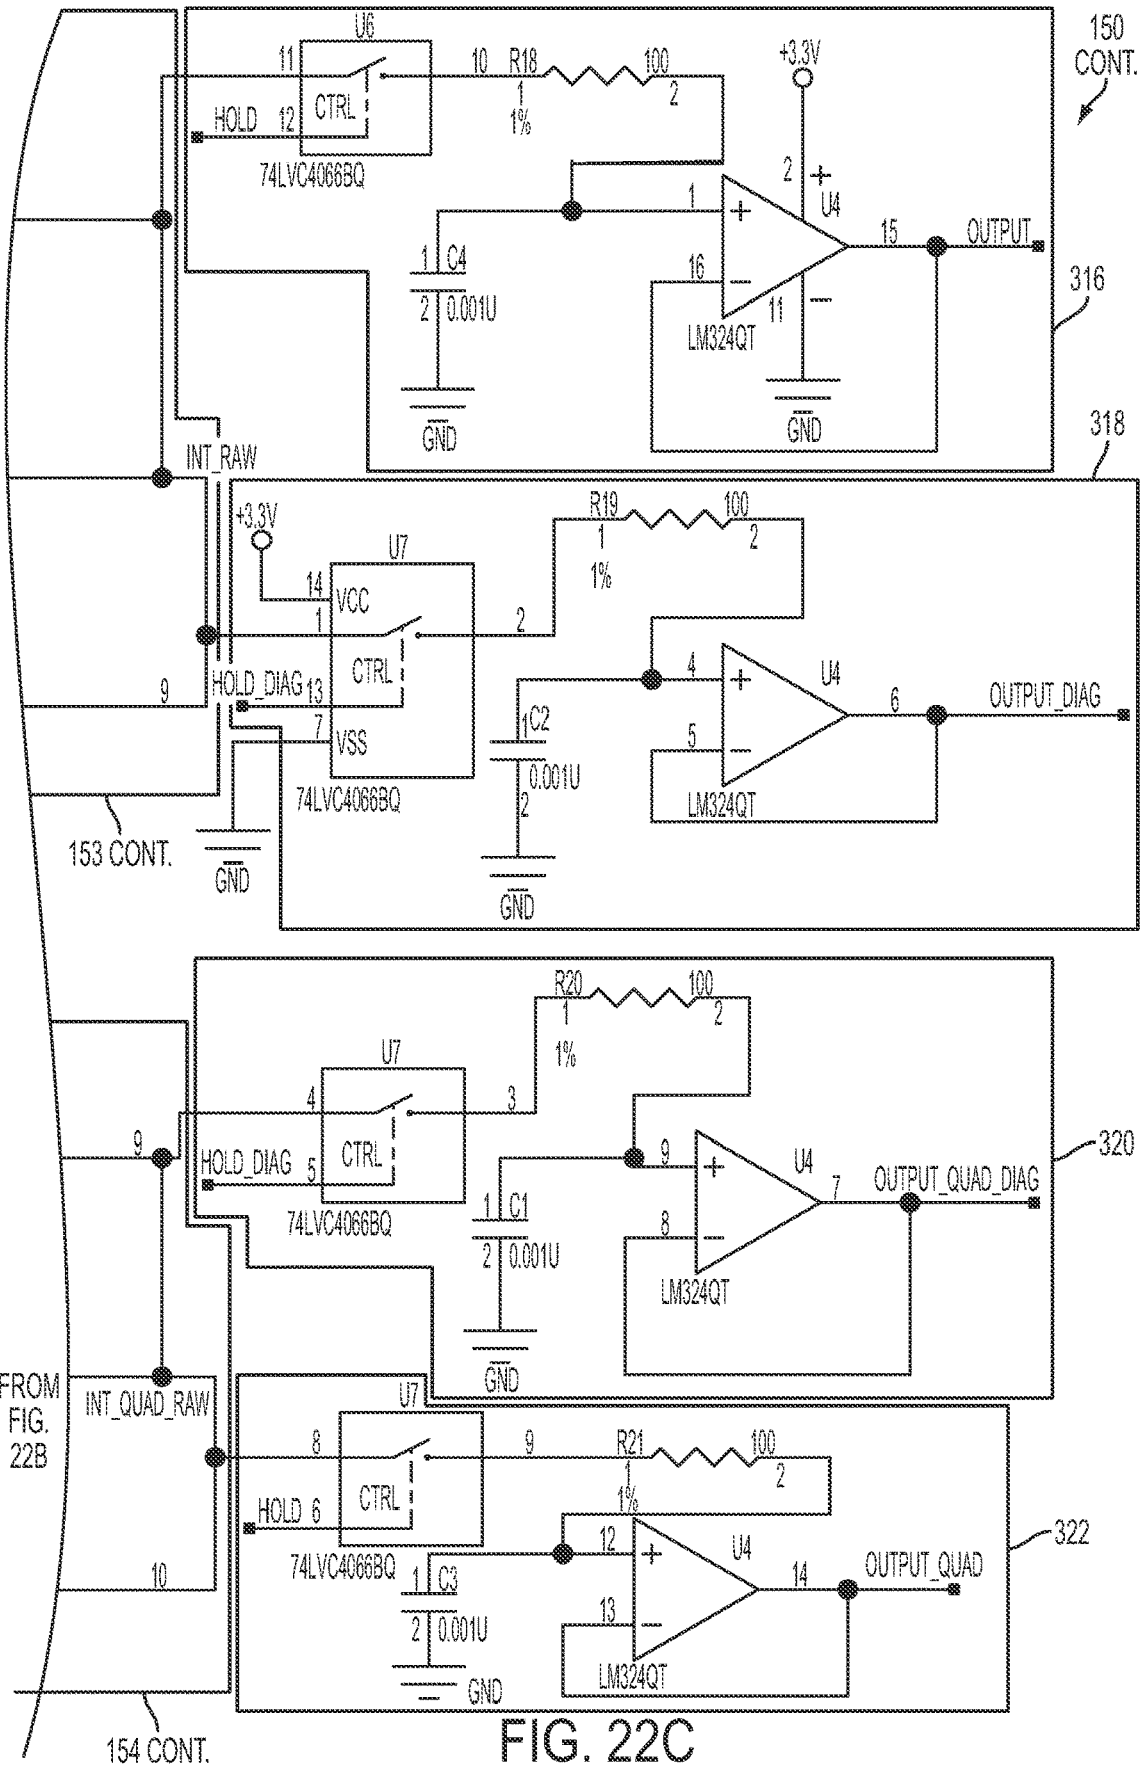 150
CONT.
U6
11
10
R18
100
1
2
1%
CTRL
HOLD
12
74LVC4066BQ
+3.3V
2
+
U4
1
+
15
OUTPUT
16
−
11
−
LM324QT
1
C4
2
0.001U
GND
GND
316
INT_RAW
318
+3.3V
U7
R19
100
1
2
1%
14
VCC
1
2
CTRL
HOLD_DIAG
13
9
7
VSS
74LVC4066BQ
GND
153 CONT.
4
+
U4
6
OUTPUT_DIAG
5
−
LM324QT
1
C2
0.001U
2
GND
R20
100
1
2
1%
U7
4
3
9
CTRL
HOLD_DIAG
5
74LVC4066BQ
9
+
U4
7
OUTPUT_QUAD_DIAG
8
−
LM324QT
1
C1
2
0.001U
GND
320
FROM
FIG.
22B
INT_QUAD_RAW
U7
8
9
R21
100
1
2
1%
CTRL
HOLD
6
74LVC4066BQ
12
+
U4
14
OUTPUT_QUAD
13
−
LM324QT
10
1
C3
2
0.001U
GND
322
154 CONT.
FIG. 22C